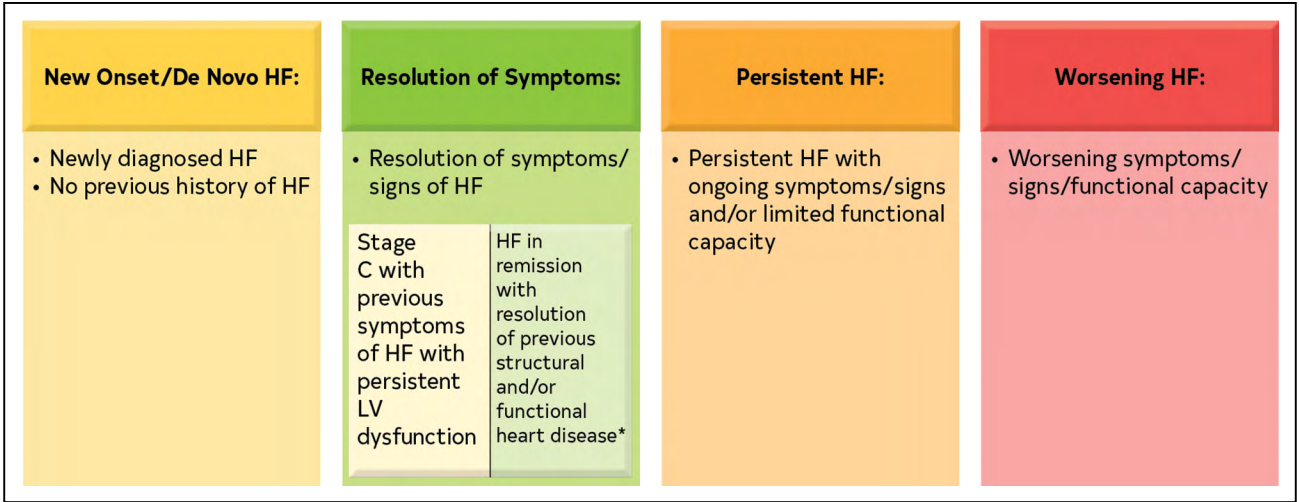 New Onset/De Novo HF:
• Newly diagnosed HF
• No previous history of HF
Resolution of Symptoms:
• Resolution of symptoms/
signs of HF
Stage
C with
previous
symptoms
of HF with
persistent
LV
dysfunction
HF in
remission
with
resolution
of previous
structural
and/or
functional
heart disease*
Persistent HF:
• Persistent HF with
ongoing symptoms/signs
and/or limited functional
capacity
Worsening HF:
• Worsening symptoms/
signs/functional capacity